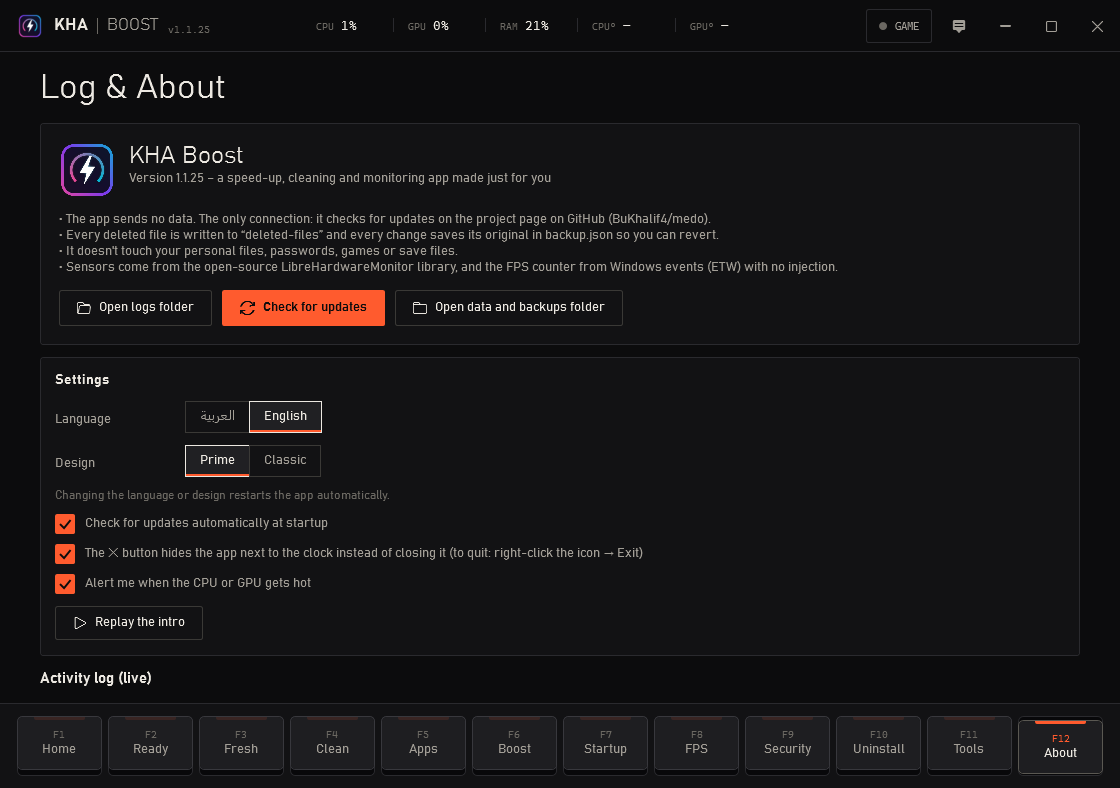 KHA | BOOST v1.1.25
CPU 1% GPU 0% RAM 21% CPU° — GPU° —
GAME
Log & About
KHA Boost
Version 1.1.25 – a speed-up, cleaning and monitoring app made just for you
• The app sends no data. The only connection: it checks for updates on the project page on GitHub (BuKhalif4/medo).
• Every deleted file is written to “deleted-files” and every change saves its original in backup.json so you can revert.
• It doesn't touch your personal files, passwords, games or save files.
• Sensors come from the open-source LibreHardwareMonitor library, and the FPS counter from Windows events (ETW) with no injection.
Open logs folder Check for updates Open data and backups folder
Settings
Language العربية English
Design Prime Classic
Changing the language or design restarts the app automatically.
Check for updates automatically at startup
The ✕ button hides the app next to the clock instead of closing it (to quit: right-click the icon → Exit)
Alert me when the CPU or GPU gets hot
Replay the intro
Activity log (live)
F1 F2 F3 F4 F5 F6 F7 F8 F9 F10 F11 F12
Home Ready Fresh Clean Apps Boost Startup FPS Security Uninstall Tools About